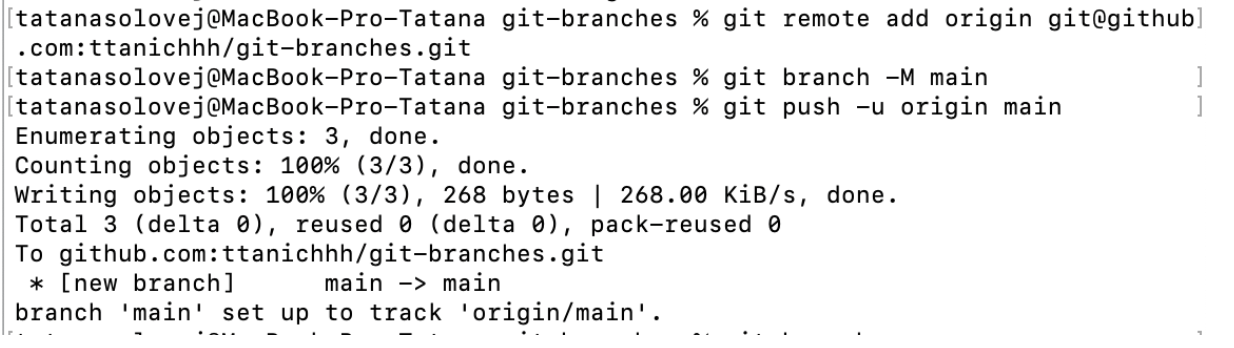 [tatanasolovej@MacBook-Pro-Tatana git-branches % git remote add origin git@github]
.com:ttanichhh/git-branches.git
[tatanasolovej@MacBook-Pro-Tatana git-branches % git branch -M main ]
[tatanasolovej@MacBook-Pro-Tatana git-branches % git push -u origin main ]
Enumerating objects: 3, done.
Counting objects: 100% (3/3), done.
Writing objects: 100% (3/3), 268 bytes | 268.00 KiB/s, done.
Total 3 (delta 0), reused 0 (delta 0), pack-reused 0
To github.com:ttanichhh/git-branches.git
 * [new branch]      main -> main
branch 'main' set up to track 'origin/main'.